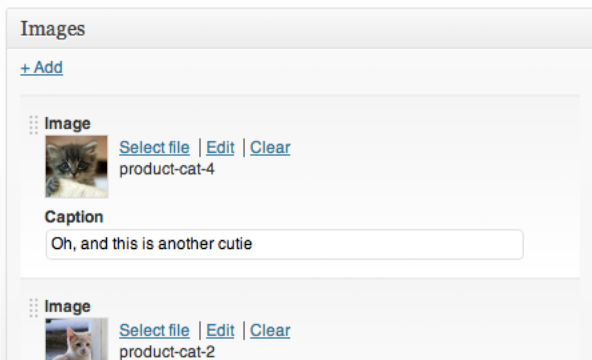 Images
+ Add
Image
Select file | Edit | Clear
product-cat-4
Caption
Oh, and this is another cutie
Image
Select file | Edit | Clear
product-cat-2